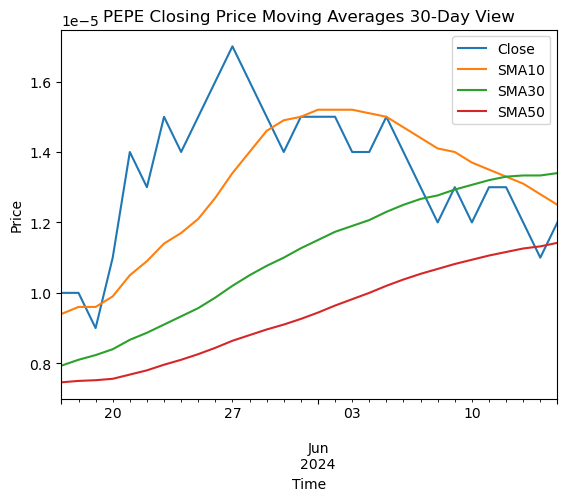 PEPE Closing Price Moving Averages 30-Day View
1e−5
Close
SMA10
SMA30
SMA50
1.6
1.4
1.2
1.0
0.8
Price
20
27
03
10
Jun
2024
Time